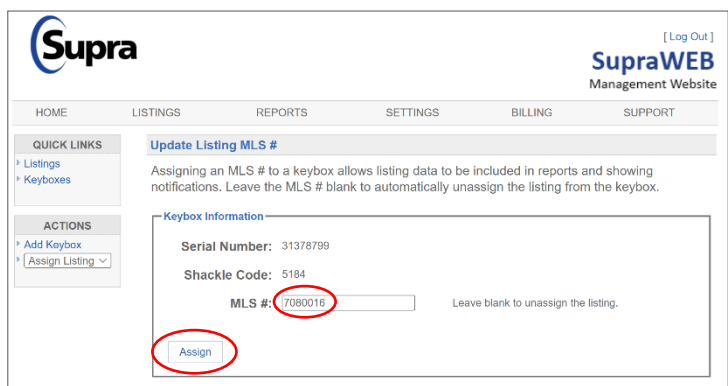 Supra
[ Log Out ]
SupraWEB
Management Website
HOME LISTINGS REPORTS SETTINGS BILLING SUPPORT
QUICK LINKS
Listings
Keyboxes
ACTIONS
Add Keybox
Assign Listing
Update Listing MLS #
Assigning an MLS # to a keybox allows listing data to be included in reports and showing
notifications. Leave the MLS # blank to automatically unassign the listing from the keybox.
Keybox Information
Serial Number: 31378799
Shackle Code: 5184
MLS #: 7080016 Leave blank to unassign the listing.
Assign